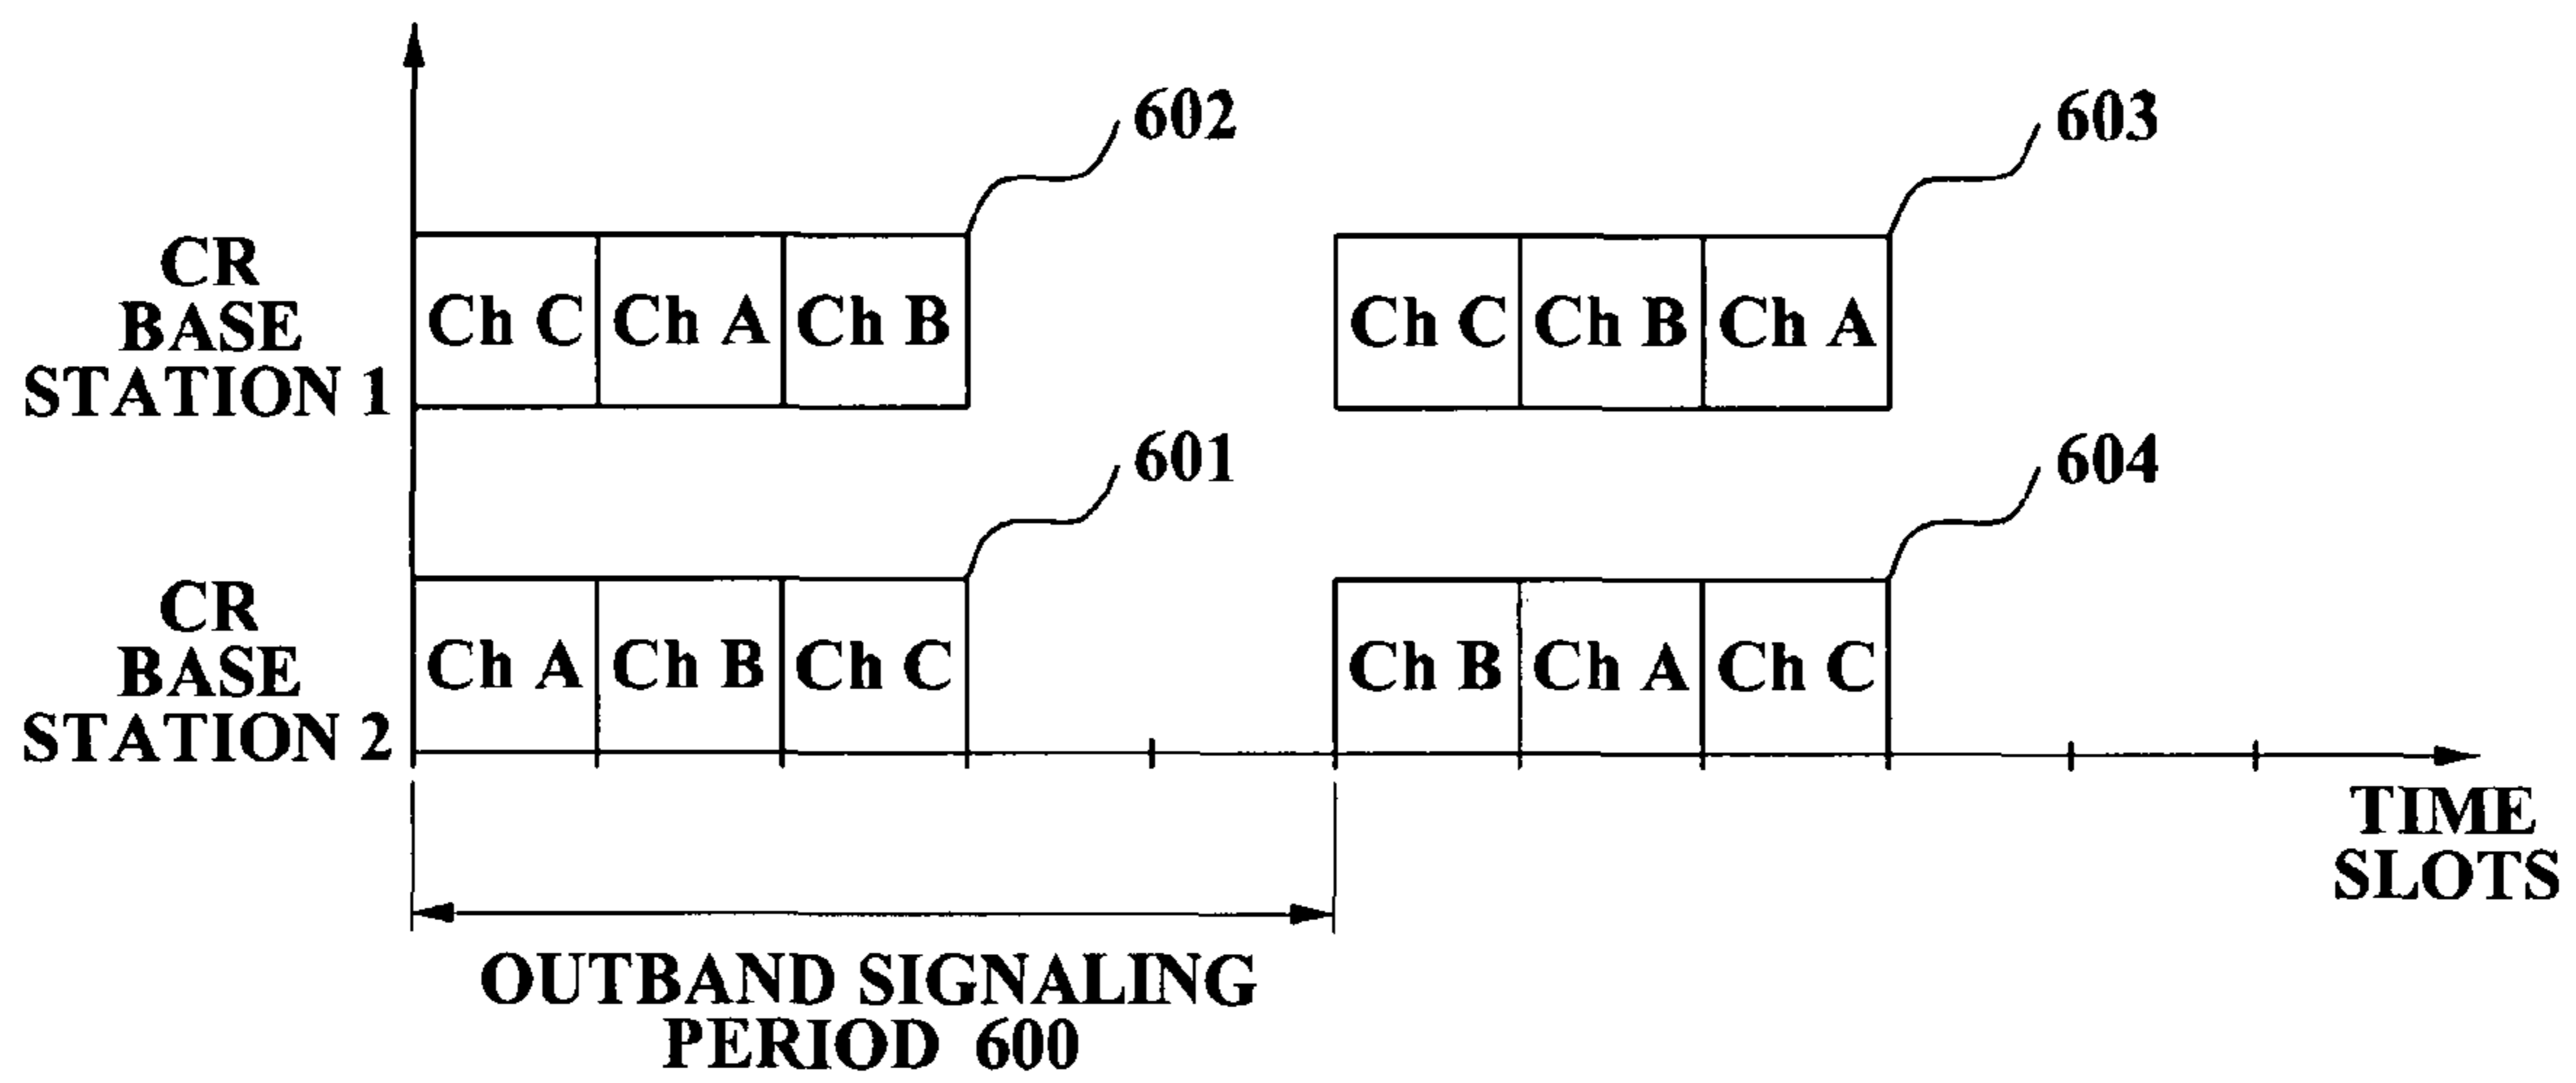 602
603
CR
BASE
STATION 1
Ch C
Ch A
Ch B
Ch C
Ch B
Ch A
601
604
CR
BASE
STATION 2
Ch A
Ch B
Ch C
Ch B
Ch A
Ch C
TIME
SLOTS
OUTBAND SIGNALING
PERIOD 600